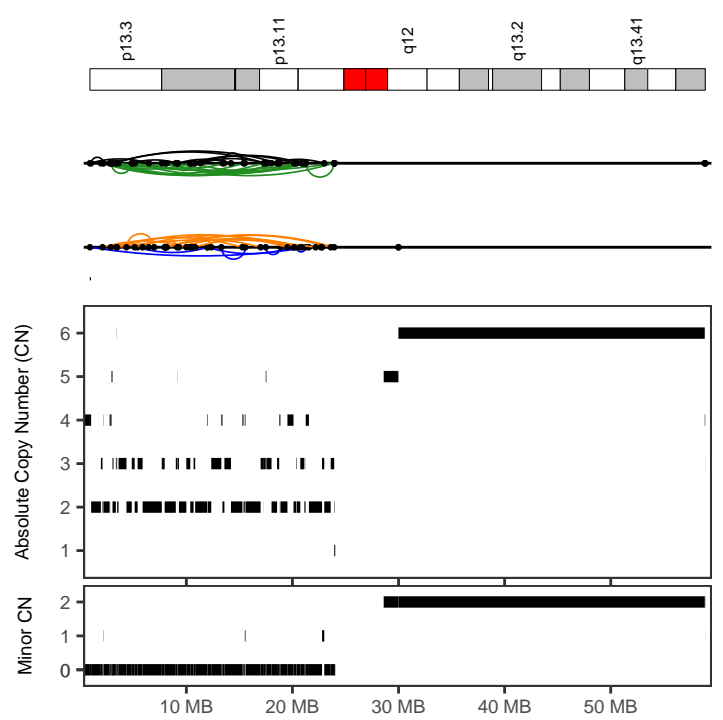 p13.3
p13.11
q12
q13.2
q13.41
Absolute Copy Number (CN)
6
5
4
3
2
1
Minor CN
2
1
0
10 MB
20 MB
30 MB
40 MB
50 MB